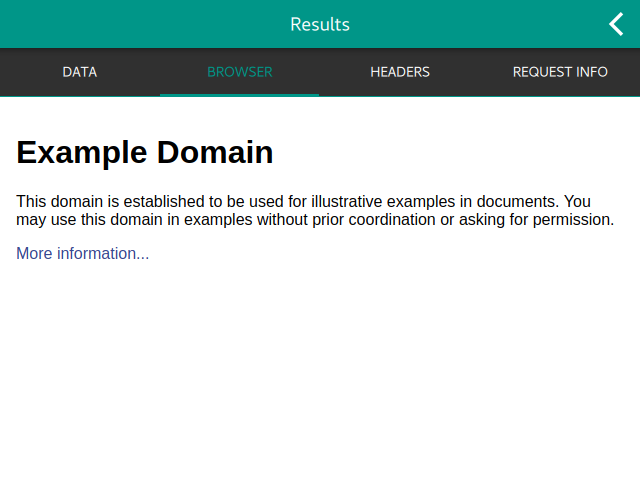 Results
DATA BROWSER HEADERS REQUEST INFO
Example Domain
This domain is established to be used for illustrative examples in documents. You
may use this domain in examples without prior coordination or asking for permission.
More information...